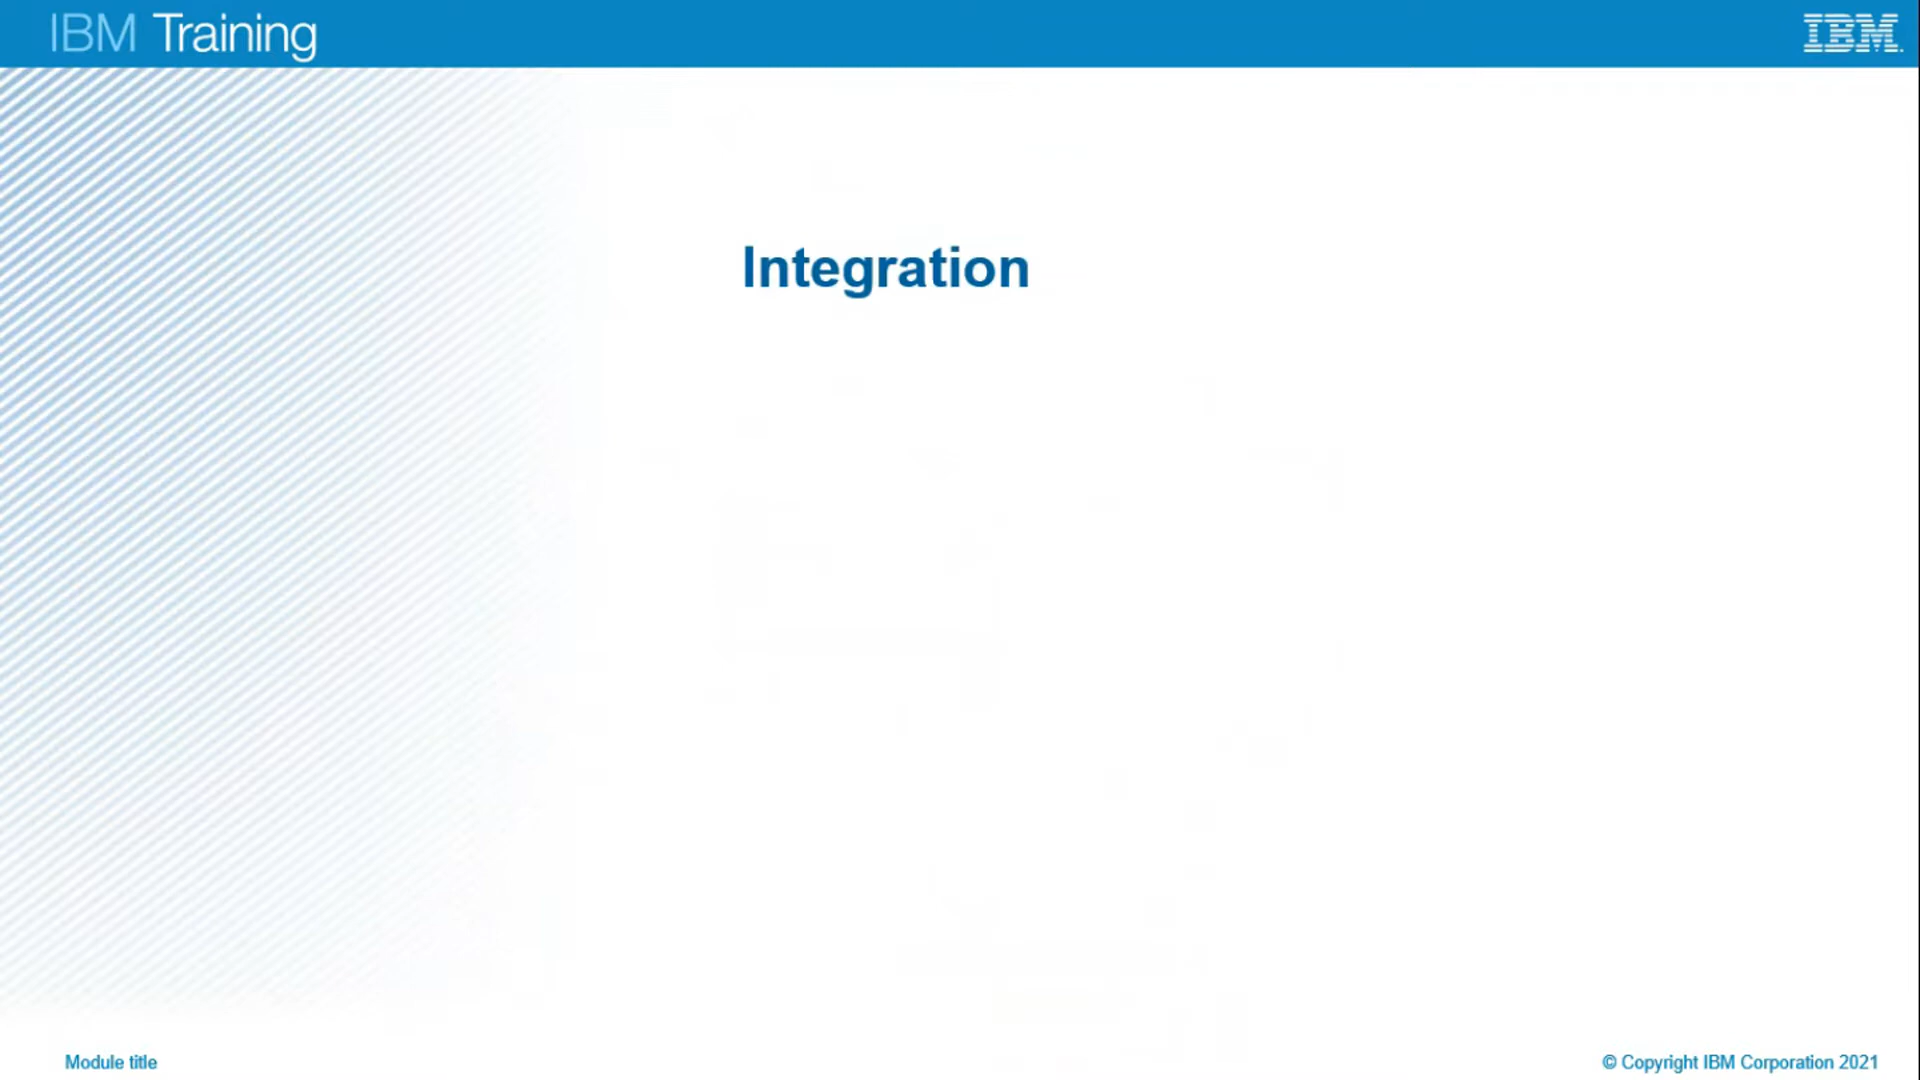 IBM Training
IBM
Integration
Module title
© Copyright IBM Corporation 2021